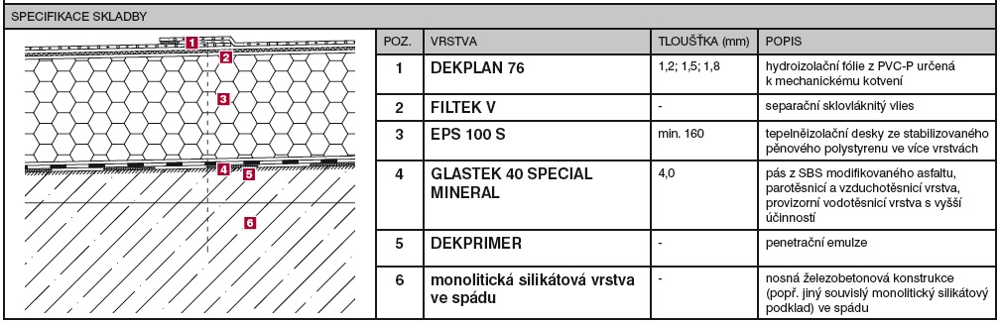 SPECIFIKACE SKLADBY
POZ. VRSTVA TLOUŠŤKA (mm) POPIS
1 DEKPLAN 76 1,2; 1,5; 1,8 hydroizolační fólie z PVC-P určená
k mechanickému kotvení
2 FILTEK V - separační sklovláknitý vlies
3 EPS 100 S min. 160 tepelněizolační desky ze stabilizovaného
pěnového polystyrenu ve více vrstvách
4 GLASTEK 40 SPECIAL 4,0 pás z SBS modifikovaného asfaltu,
MINERAL parotěsnicí a vzduchotěsnicí vrstva,
provizorní vodotěsnicí vrstva s vyšší
účinností
5 DEKPRIMER - penetrační emulze
6 monolitická silikátová vrstva - nosná železobetonová konstrukce
ve spádu (popř. jiný souvislý monolitický silikátový
podklad) ve spádu
1
2
3
4
5
6